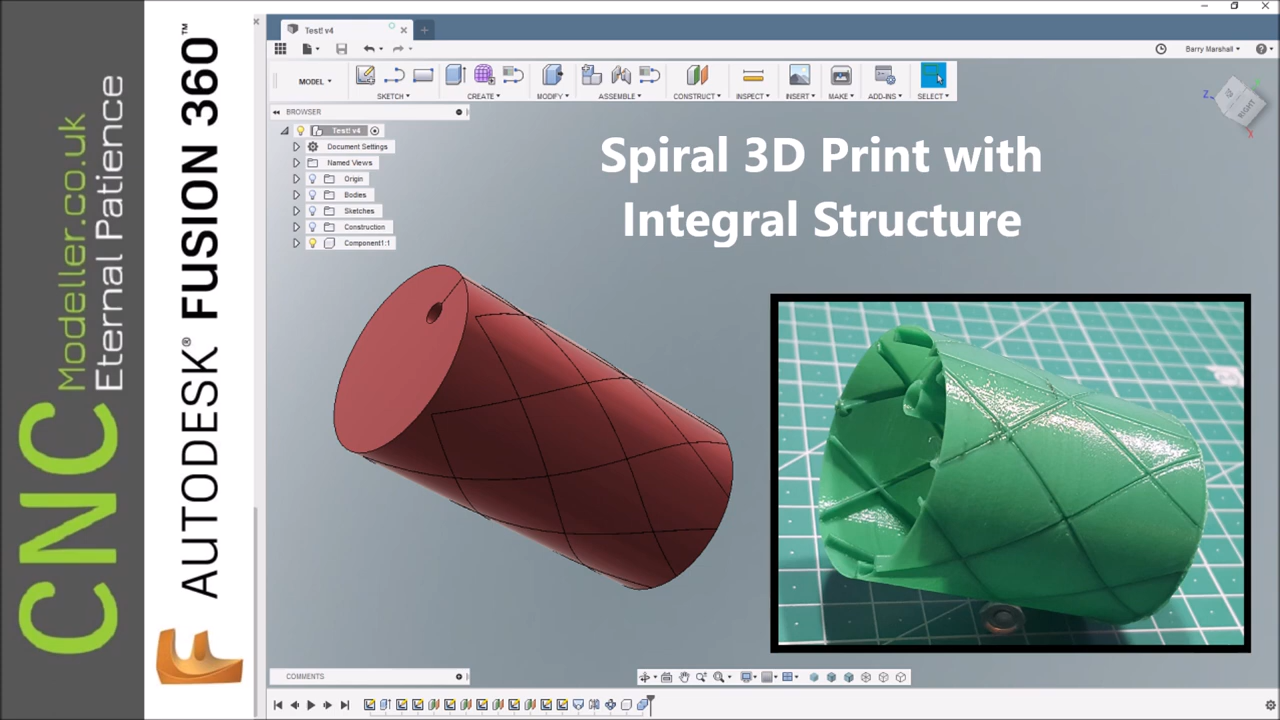 CNC
Modeller.co.uk
Eternal Patience
AUTODESK® FUSION 360™
Test! v4
Barry Marshall
MODEL
SKETCH
CREATE
MODIFY
ASSEMBLE
CONSTRUCT
INSPECT
INSERT
MAKE
ADD-INS
SELECT
BROWSER
Test! v4
Document Settings
Named Views
Origin
Bodies
Sketches
Construction
Component1:1
Z
X
RIGHT
Spiral 3D Print with
Integral Structure
COMMENTS